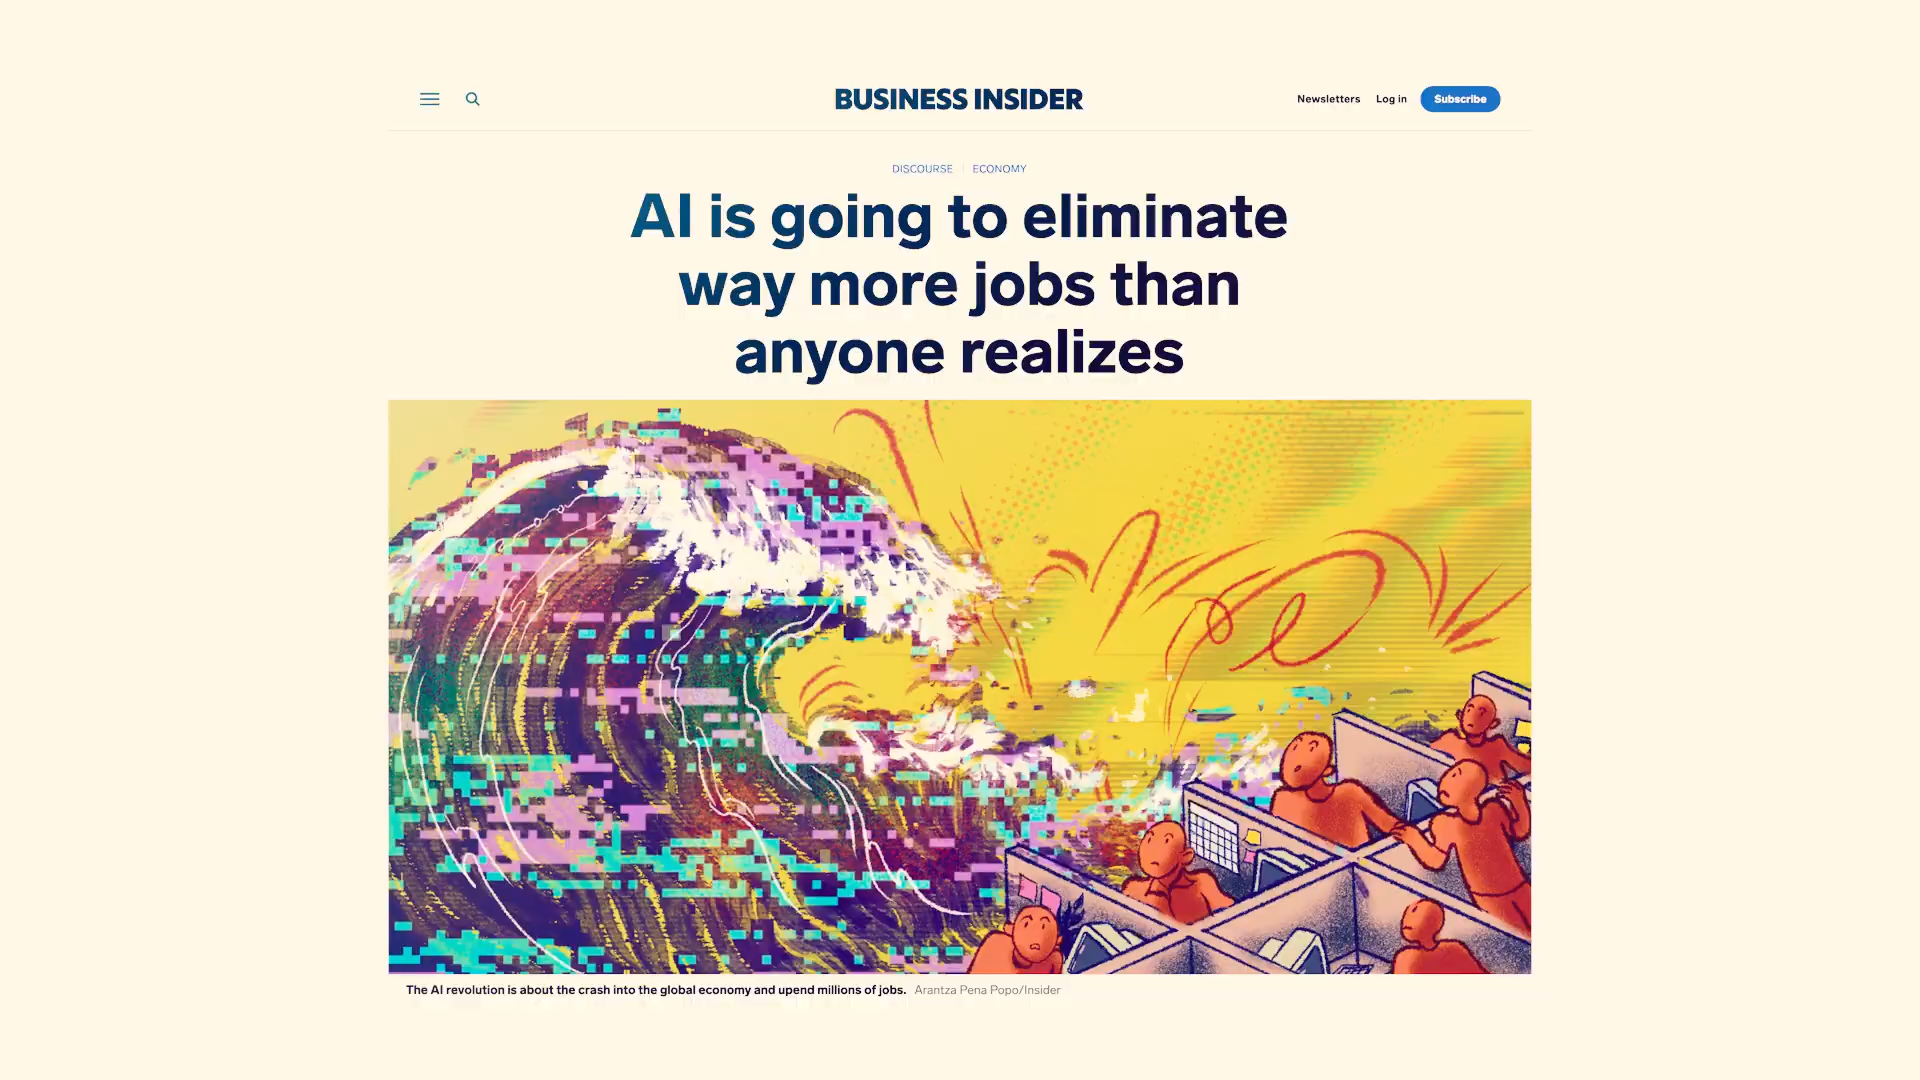 BUSINESS INSIDER
Newsletters Log in Subscribe
DISCOURSE ECONOMY
AI is going to eliminate
way more jobs than
anyone realizes
The AI revolution is about the crash into the global economy and upend millions of jobs. Arantza Pena Popo/Insider